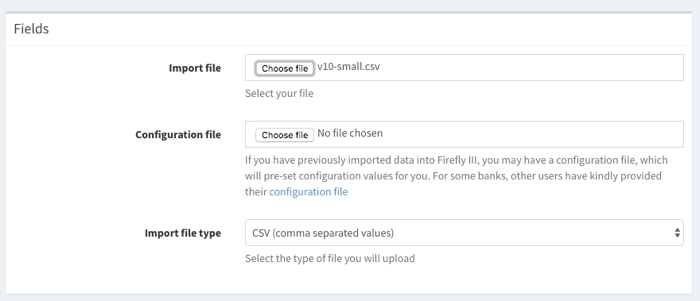 Fields
Import file
Choose file v10-small.csv
Select your file
Configuration file
Choose file No file chosen
If you have previously imported data into Firefly III, you may have a configuration file, which
will pre-set configuration values for you. For some banks, other users have kindly provided
their configuration file
Import file type
CSV (comma separated values)
Select the type of file you will upload